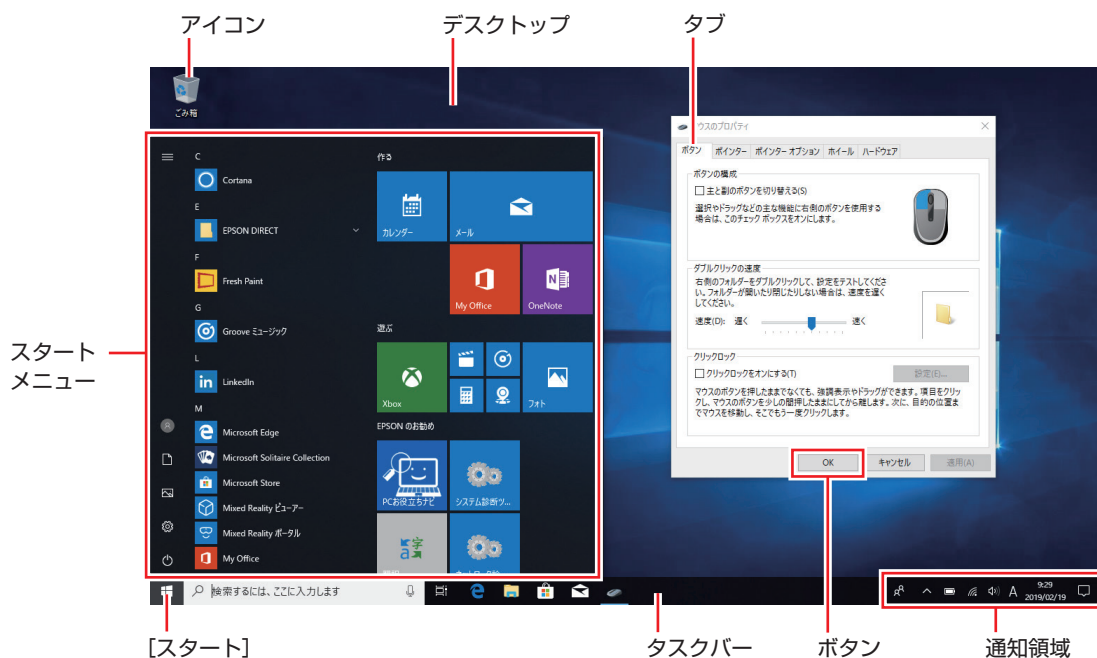 アイコン
デスクトップ
タブ
ごみ箱
スタート
メニュー
C
Cortana
E
EPSON DIRECT
F
Fresh Paint
G
Groove ミュージック
L
LinkedIn
M
Microsoft Edge
Microsoft Solitaire Collection
Microsoft Store
Mixed Reality ビューアー
Mixed Reality ポータル
My Office
作る
カレンダー
メール
My Office
OneNote
遊ぶ
Xbox
フォト
EPSON のお勧め
PCお役立ちナビ
システム診断ツ...
ウスのプロパティ
ボタン ポインター ポインター オプション ホイール ハードウェア
ボタンの構成
主と副のボタンを切り替える(S)
選択やドラッグなどの主な機能に右側のボタンを使用する
場合は、このチェック ボックスをオンにします。
ダブルクリックの速度
右側のフォルダーをダブルクリックして、設定をテストしてくださ
い。フォルダーが開いたり閉じたりしない場合は、速度を遅く
してください。
速度(D): 遅く 速く
クリックロック
クリックロックをオンにする(T)
設定(E)...
マウスのボタンを押したままでなくても、強調表示やドラッグができます。項目をクリッ
クし、マウスのボタンを少しの間押したままにしてから離します。次に、目的の位置ま
でマウスを移動し、そこでもう一度クリックします。
OK キャンセル 適用(A)
検索するには、ここに入力します
A
9:29
2019/02/19
[スタート]
タスクバー
ボタン
通知領域